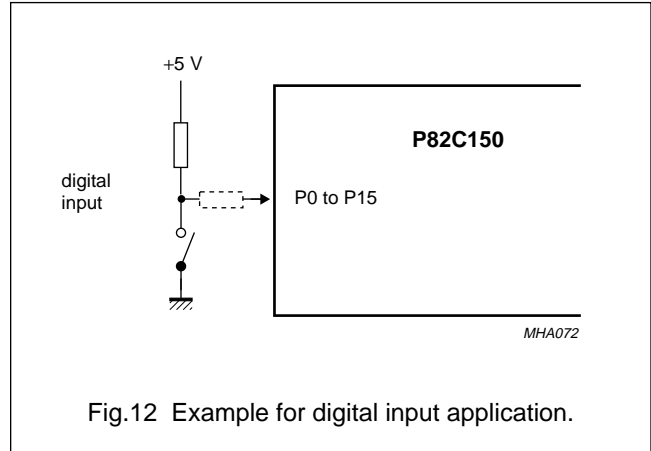 +5 V
P82C150
digital
input
P0 to P15
MHA072
Fig.12 Example for digital input application.